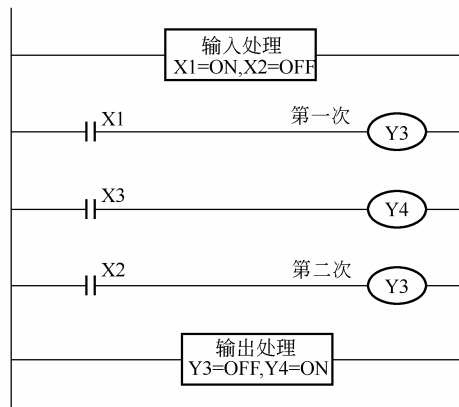 输入处理
X1=ON,X2=OFF
X1 第一次 Y3
X3 Y4
X2 第二次 Y3
输出处理
Y3=OFF,Y4=ON